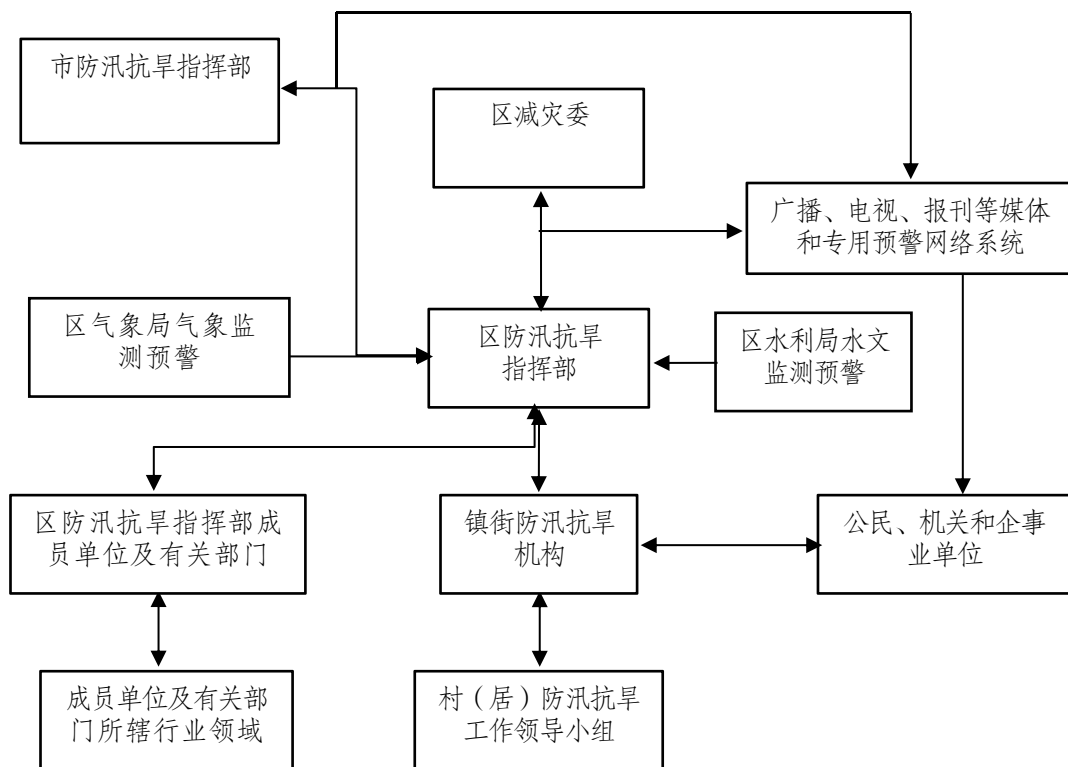 市防汛抗旱指挥部
区减灾委
广播、电视、报刊等媒体
和专用预警网络系统
区气象局气象监
测预警
区防汛抗旱
指挥部
区水利局水文
监测预警
区防汛抗旱指挥部成
员单位及有关部门
镇街防汛抗旱
机构
公民、机关和企事
业单位
成员单位及有关部
门所辖行业领域
村（居）防汛抗旱
工作领导小组